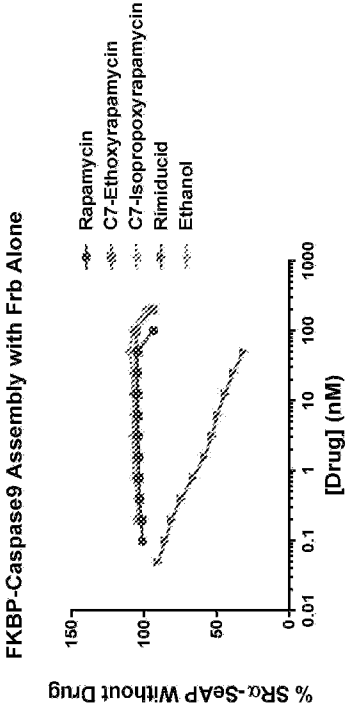 FKBP-Caspase9 Assembly with Frb Alone
% SRα-SeAP Without Drug
150
100
50
0
0.01
0.1
1
10
100
1000
[Drug] (nM)
Rapamycin
C7-Ethoxyrapamycin
C7-Isopropoxyrapamycin
Rimiducid
Ethanol